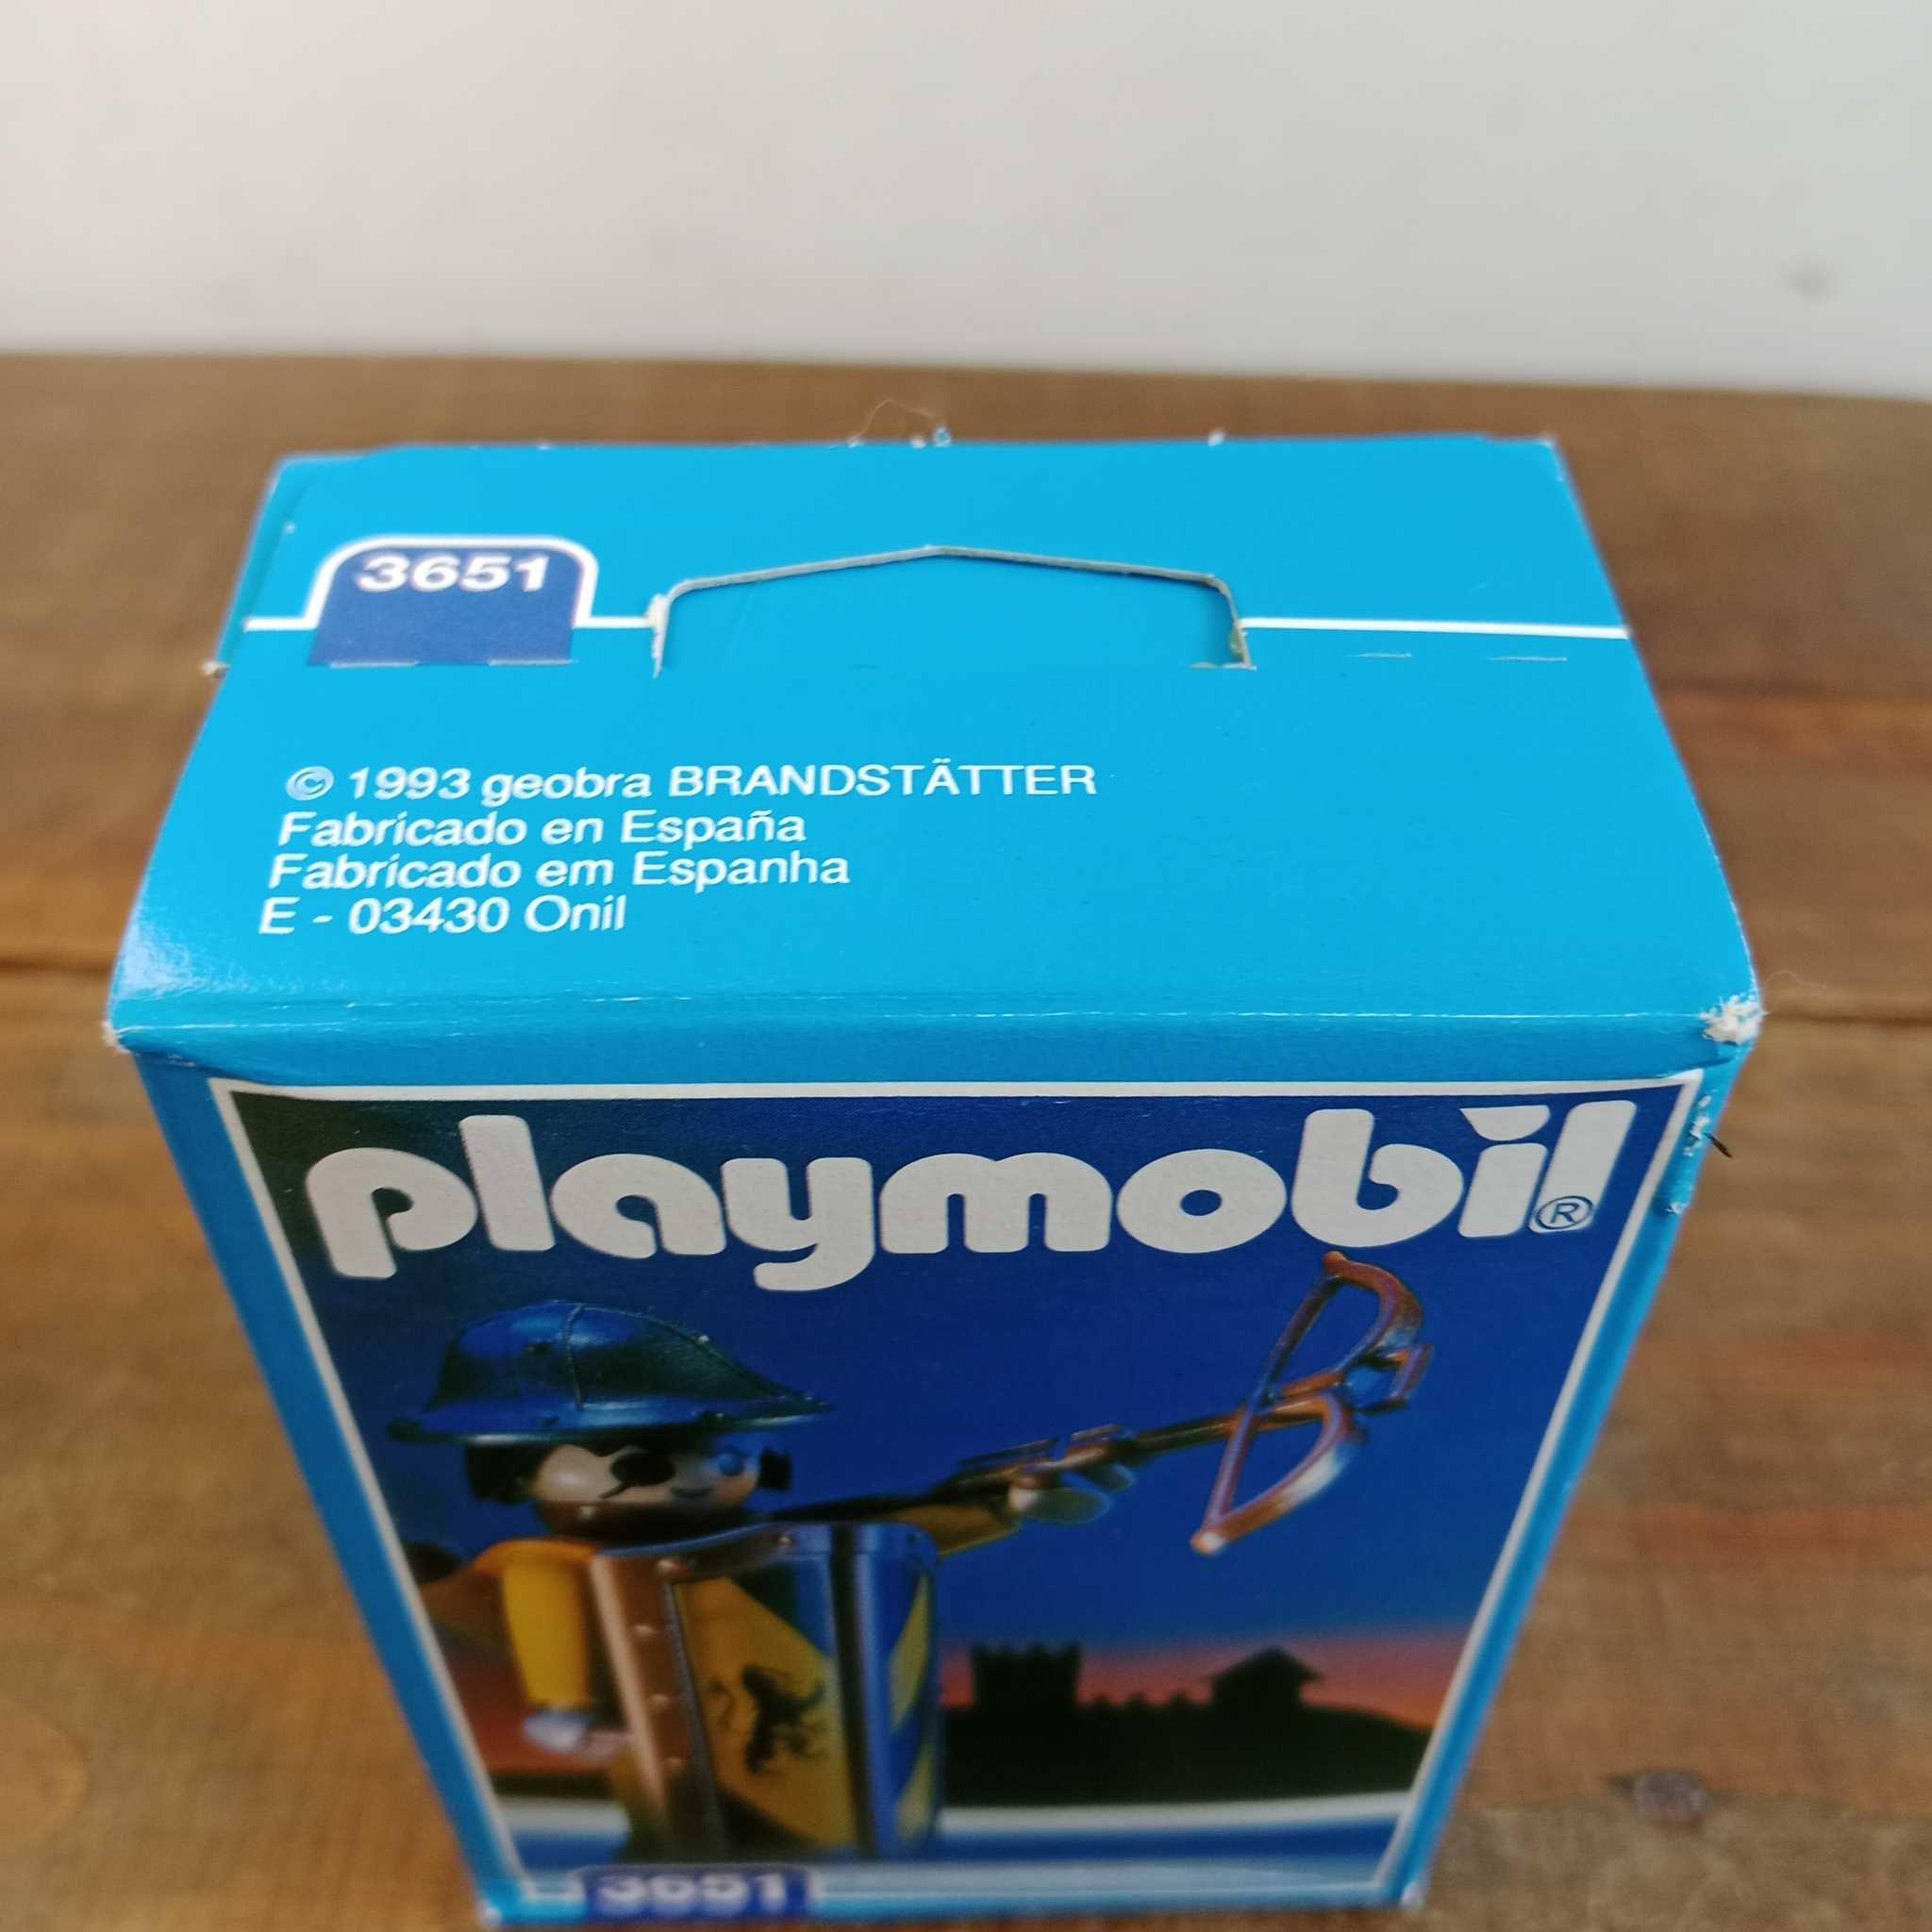 3651
© 1993 geobra BRANDSTÄTTER
Fabricado en España
Fabricado em Espanha
E - 03430 Onil
playmobil®
3651